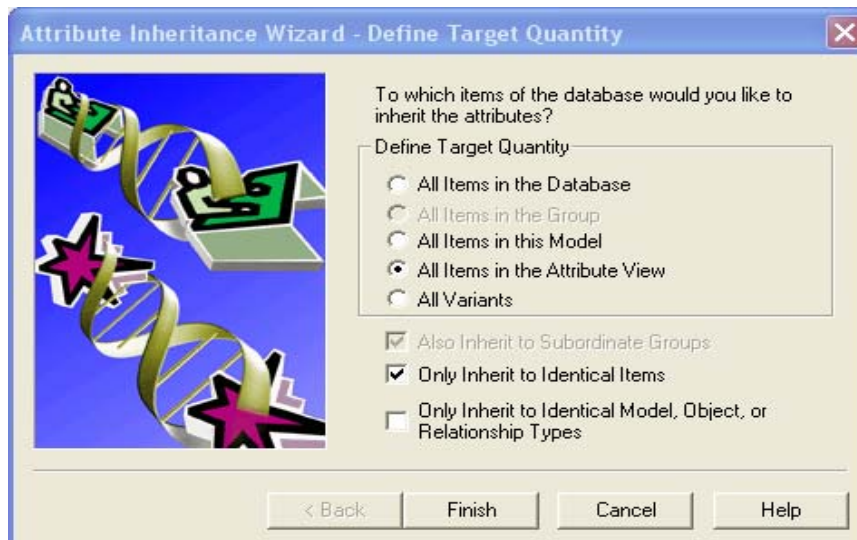 Attribute Inheritance Wizard - Define Target Quantity
To which items of the database would you like to
inherit the attributes?
Define Target Quantity
All Items in the Database
All Items in the Group
All Items in this Model
All Items in the Attribute View
All Variants
Also Inherit to Subordinate Groups
Only Inherit to Identical Items
Only Inherit to Identical Model, Object, or
Relationship Types
< Back
Finish
Cancel
Help